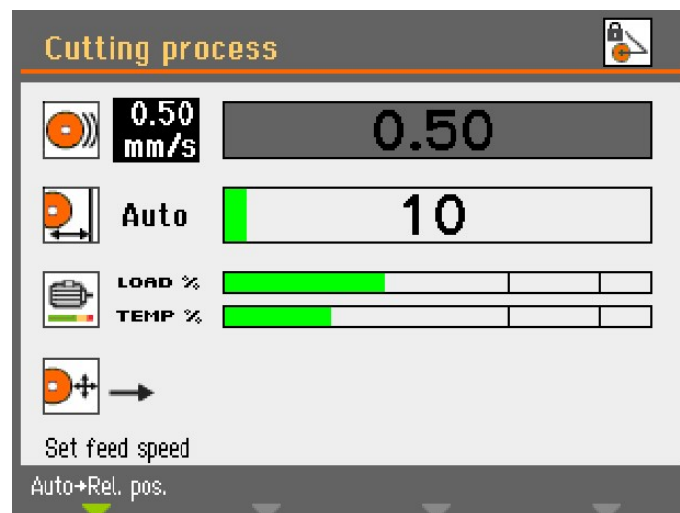 Cutting process
0.50
mm/s
0.50
Auto
10
LOAD %
TEMP %
Set feed speed
Auto→Rel. pos.